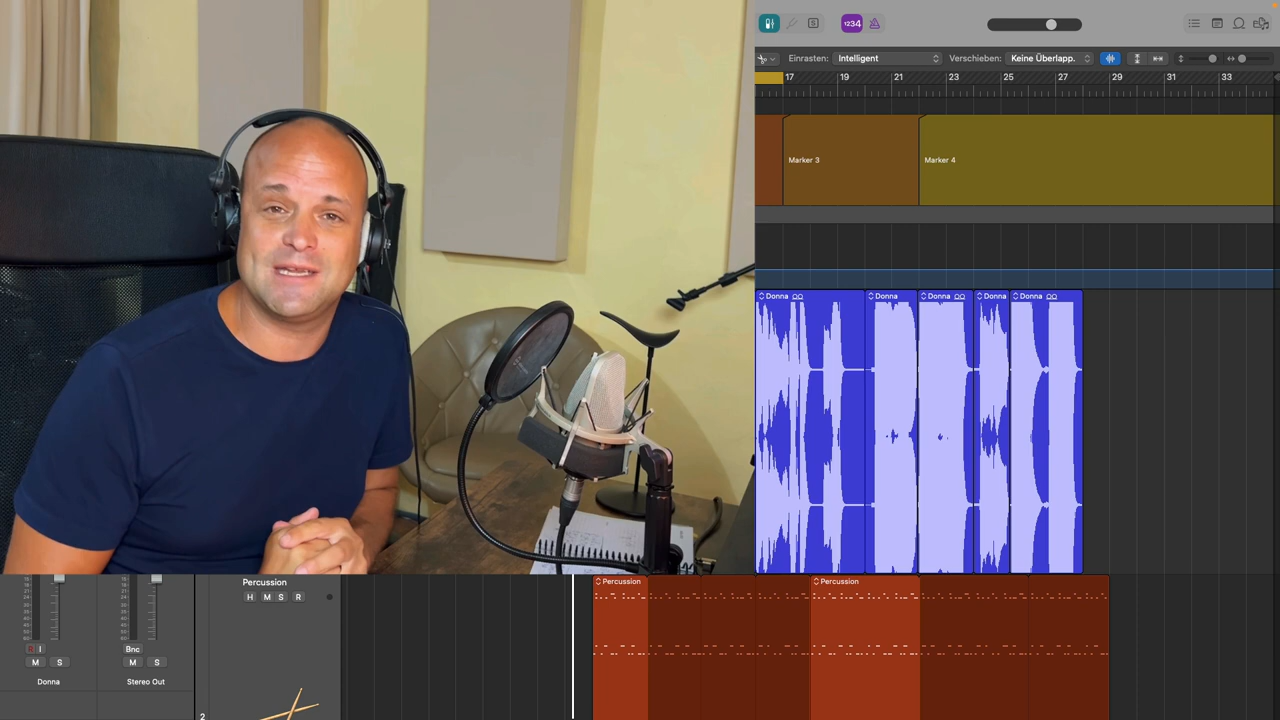 1234
S
Einrasten: Intelligent Verschieben: Keine Überlapp.
17 19 21 23 25 27 29 31 33
Marker 3 Marker 4
Donna Donna Donna Donna Donna
Percussion Percussion Percussion
H M S R
R I Bnc
M S M S
Donna Stereo Out
2